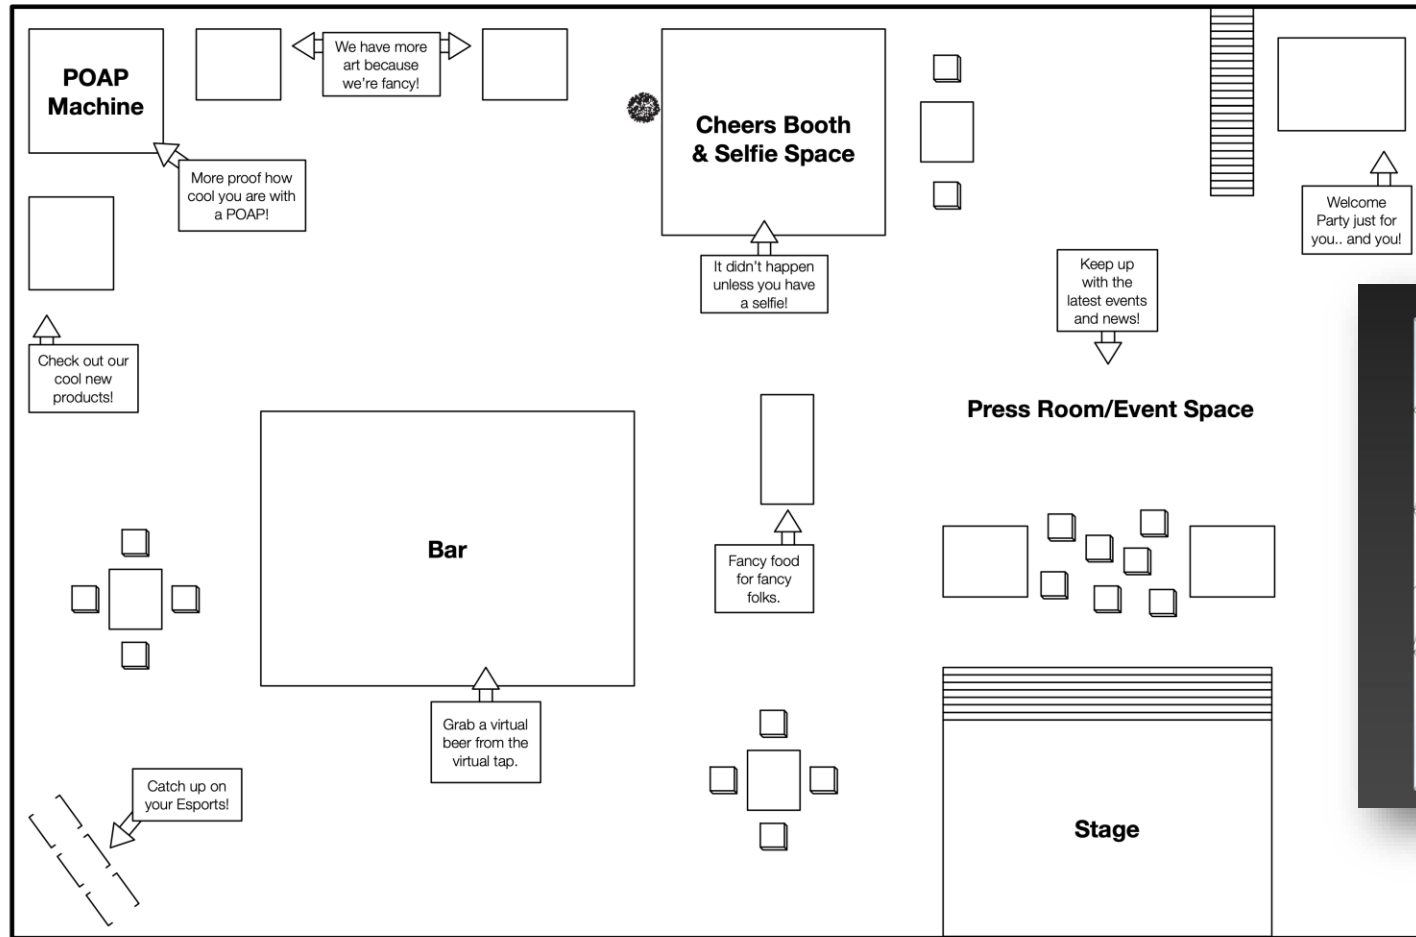 POAP
Machine
We have more
art because
we're fancy!
More proof how
cool you are with
a POAP!
Cheers Booth
& Selfie Space
It didn't happen
unless you have
a selfie!
Welcome
Party just for
you.. and you!
Keep up
with the
latest events
and news!
Check out our
cool new
products!
Press Room/Event Space
Bar
Fancy food
for fancy
folks.
Grab a virtual
beer from the
virtual tap.
Catch up on
your Esports!
Stage